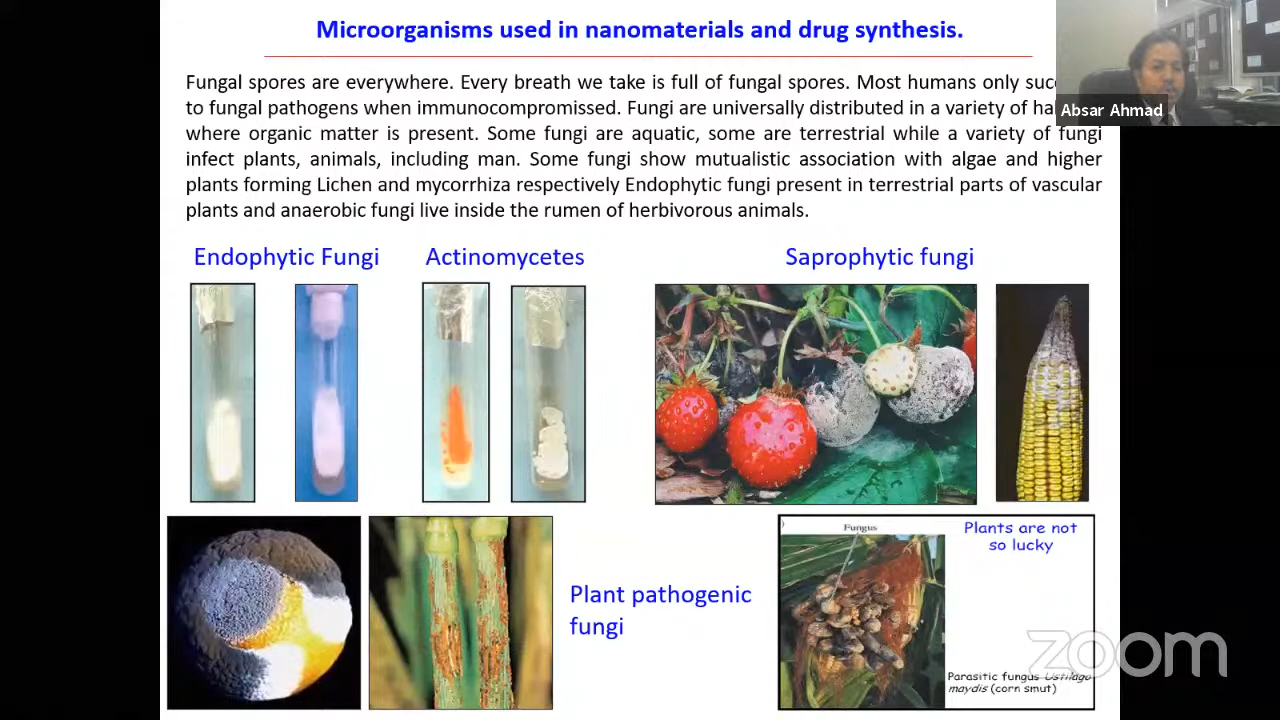 Microorganisms used in nanomaterials and drug synthesis.
Fungal spores are everywhere. Every breath we take is full of fungal spores. Most humans only
to fungal pathogens when immunocompromissed. Fungi are universally distributed in a variety of
where organic matter is present. Some fungi are aquatic, some are terrestrial while a variety of fungi
infect plants, animals, including man. Some fungi show mutualistic association with algae and higher
plants forming Lichen and mycorrhiza respectively Endophytic fungi present in terrestrial parts of vascular
plants and anaerobic fungi live inside the rumen of herbivorous animals.
Absar Ahmad
Endophytic Fungi
Actinomycetes
Saprophytic fungi
Plant pathogenic
fungi
)
Fungus
Plants are not
so lucky
Parasitic fungus Ustilago
maydis (corn smut)
zoom